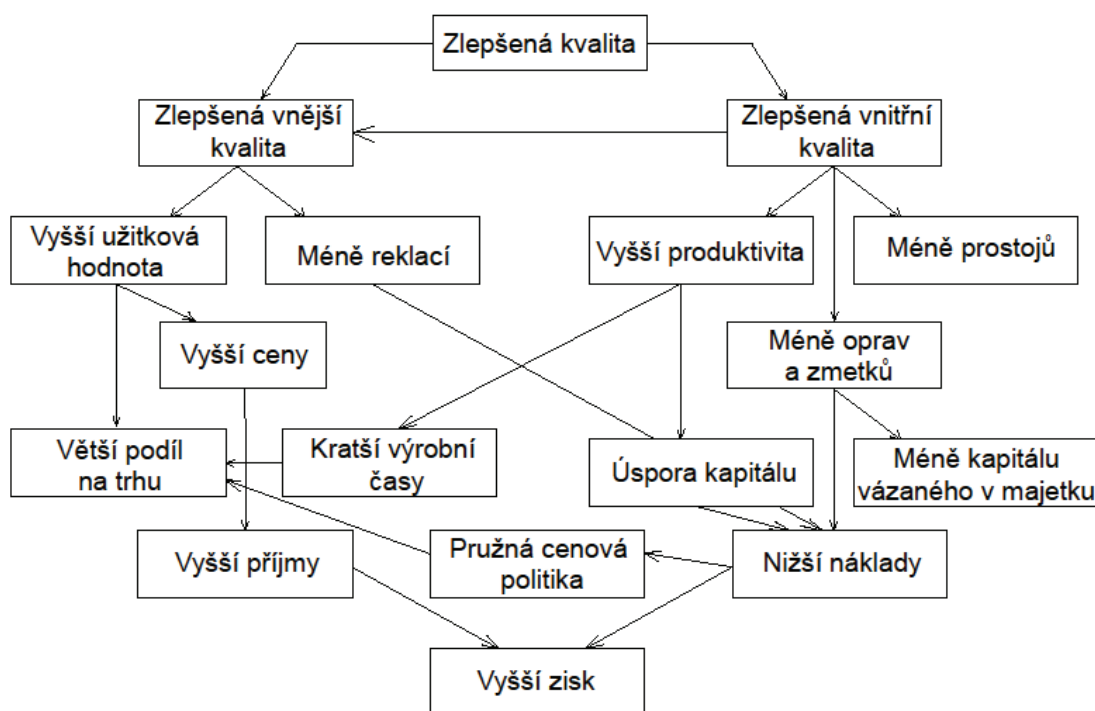 Zlepšená kvalita
Zlepšená vnější
kvalita
Zlepšená vnitřní
kvalita
Vyšší užitková
hodnota
Méně reklací
Vyšší produktivita
Méně prostojů
Vyšší ceny
Méně oprav
a zmetků
Větší podíl
na trhu
Kratší výrobní
časy
Úspora kapitálu
Méně kapitálu
vázaného v majetku
Vyšší příjmy
Pružná cenová
politika
Nižší náklady
Vyšší zisk